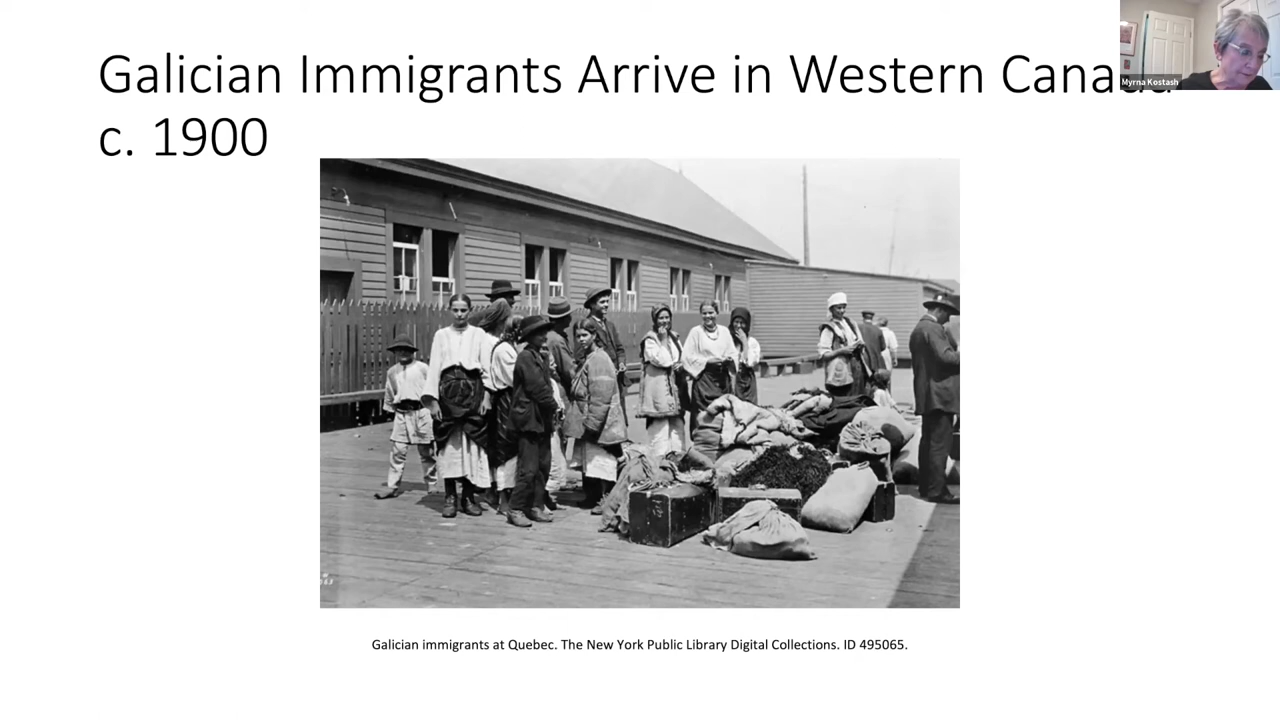 Galician Immigrants Arrive in Western Canada
c. 1900
Myrna Kostash
Galician immigrants at Quebec. The New York Public Library Digital Collections. ID 495065.